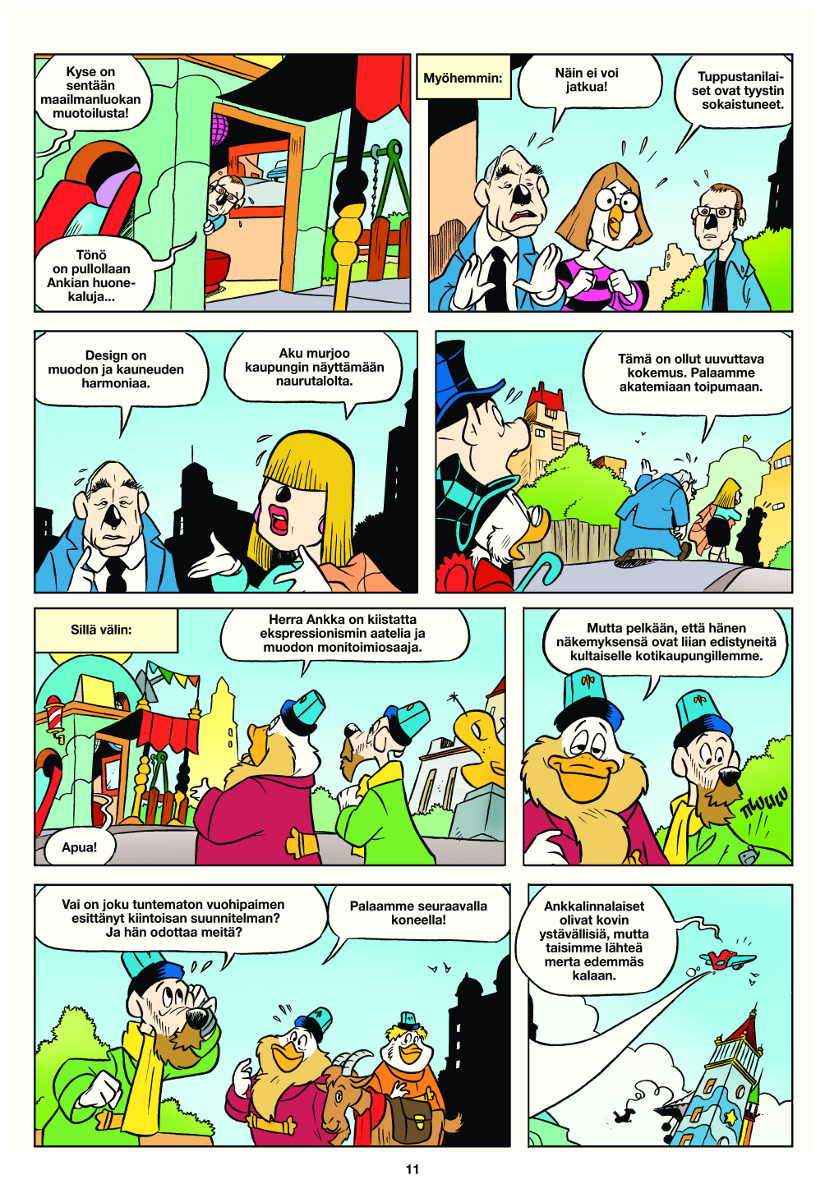 Kyse on
sentään
maailmanluokan
muotoilusta!
Tönö
on pullollaan
Ankian huone-
kaluja...
Myöhemmin:
Näin ei voi
jatkua!
Tuppustanilai-
set ovat tyystin
sokaistuneet.
Design on
muodon ja kauneuden
harmoniaa.
Aku murjoo
kaupungin näyttämään
naurutalolta.
Tämä on ollut uuvuttava
kokemus. Palaamme
akatemiaan toipumaan.
Sillä välin:
Herra Ankka on kiistatta
ekspressionismin aatelia ja
muodon monitoimiosaaja.
Apua!
Mutta pelkään, että hänen
näkemyksensä ovat liian edistyneitä
kultaiselle kotikaupungillemme.
TILULULU
Vai on joku tuntematon vuohipaimen
esittänyt kiintoisan suunnitelman?
Ja hän odottaa meitä?
Palaamme seuraavalla
koneella!
Ankkalinnalaiset
olivat kovin
ystävällisiä, mutta
taisimme lähteä
merta edemmäs
kalaan.
11